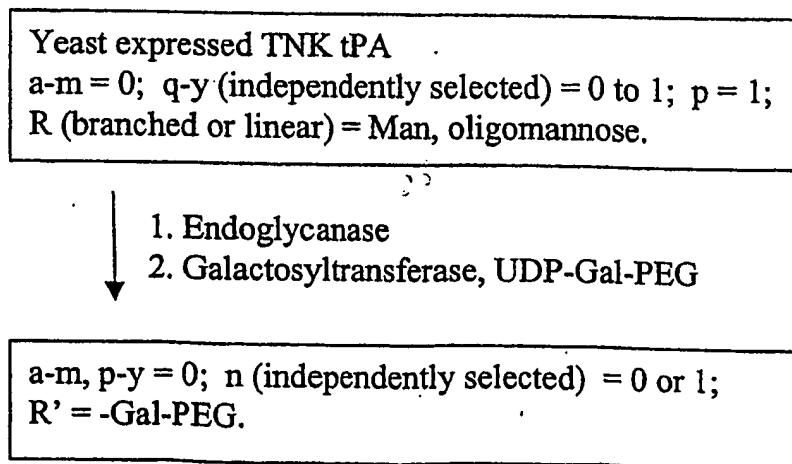 Yeast expressed TNK tPA
a-m = 0; q-y (independently selected) = 0 to 1; p = 1;
R (branched or linear) = Man, oligomannose.
1. Endoglycanase
2. Galactosyltransferase, UDP-Gal-PEG
a-m, p-y = 0; n (independently selected) = 0 or 1;
R’ = -Gal-PEG.